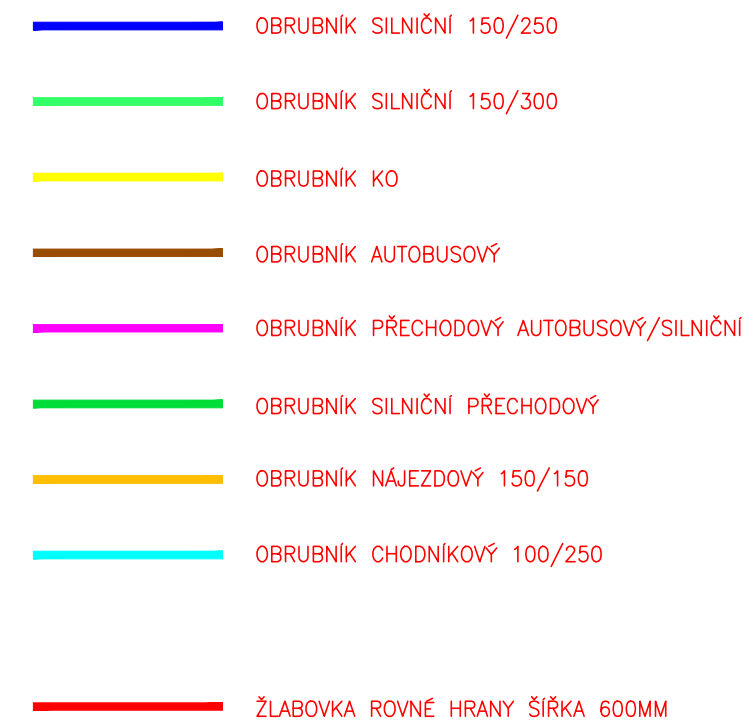 OBRUBNÍK SILNIČNÍ 150/250
OBRUBNÍK SILNIČNÍ 150/300
OBRUBNÍK KO
OBRUBNÍK AUTOBUSOVÝ
OBRUBNÍK PŘECHODOVÝ AUTOBUSOVÝ/SILNIČNÍ
OBRUBNÍK SILNIČNÍ PŘECHODOVÝ
OBRUBNÍK NÁJEZDOVÝ 150/150
OBRUBNÍK CHODNÍKOVÝ 100/250
ŽLABOVKA ROVNÉ HRANY ŠÍŘKA 600MM